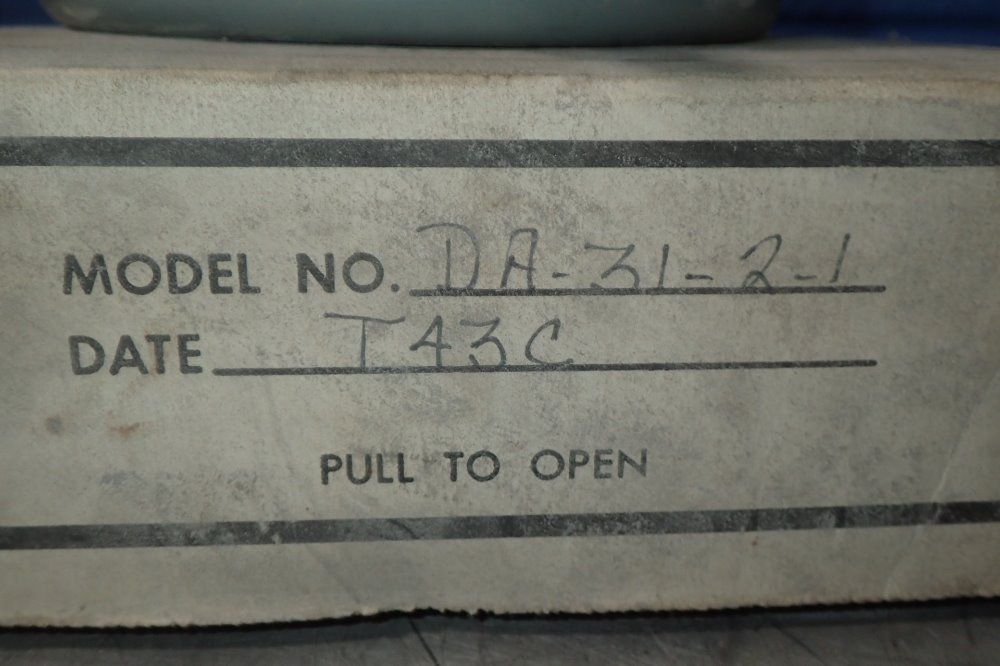 MODEL NO. DA-31-2-1
DATE T43C
PULL TO OPEN